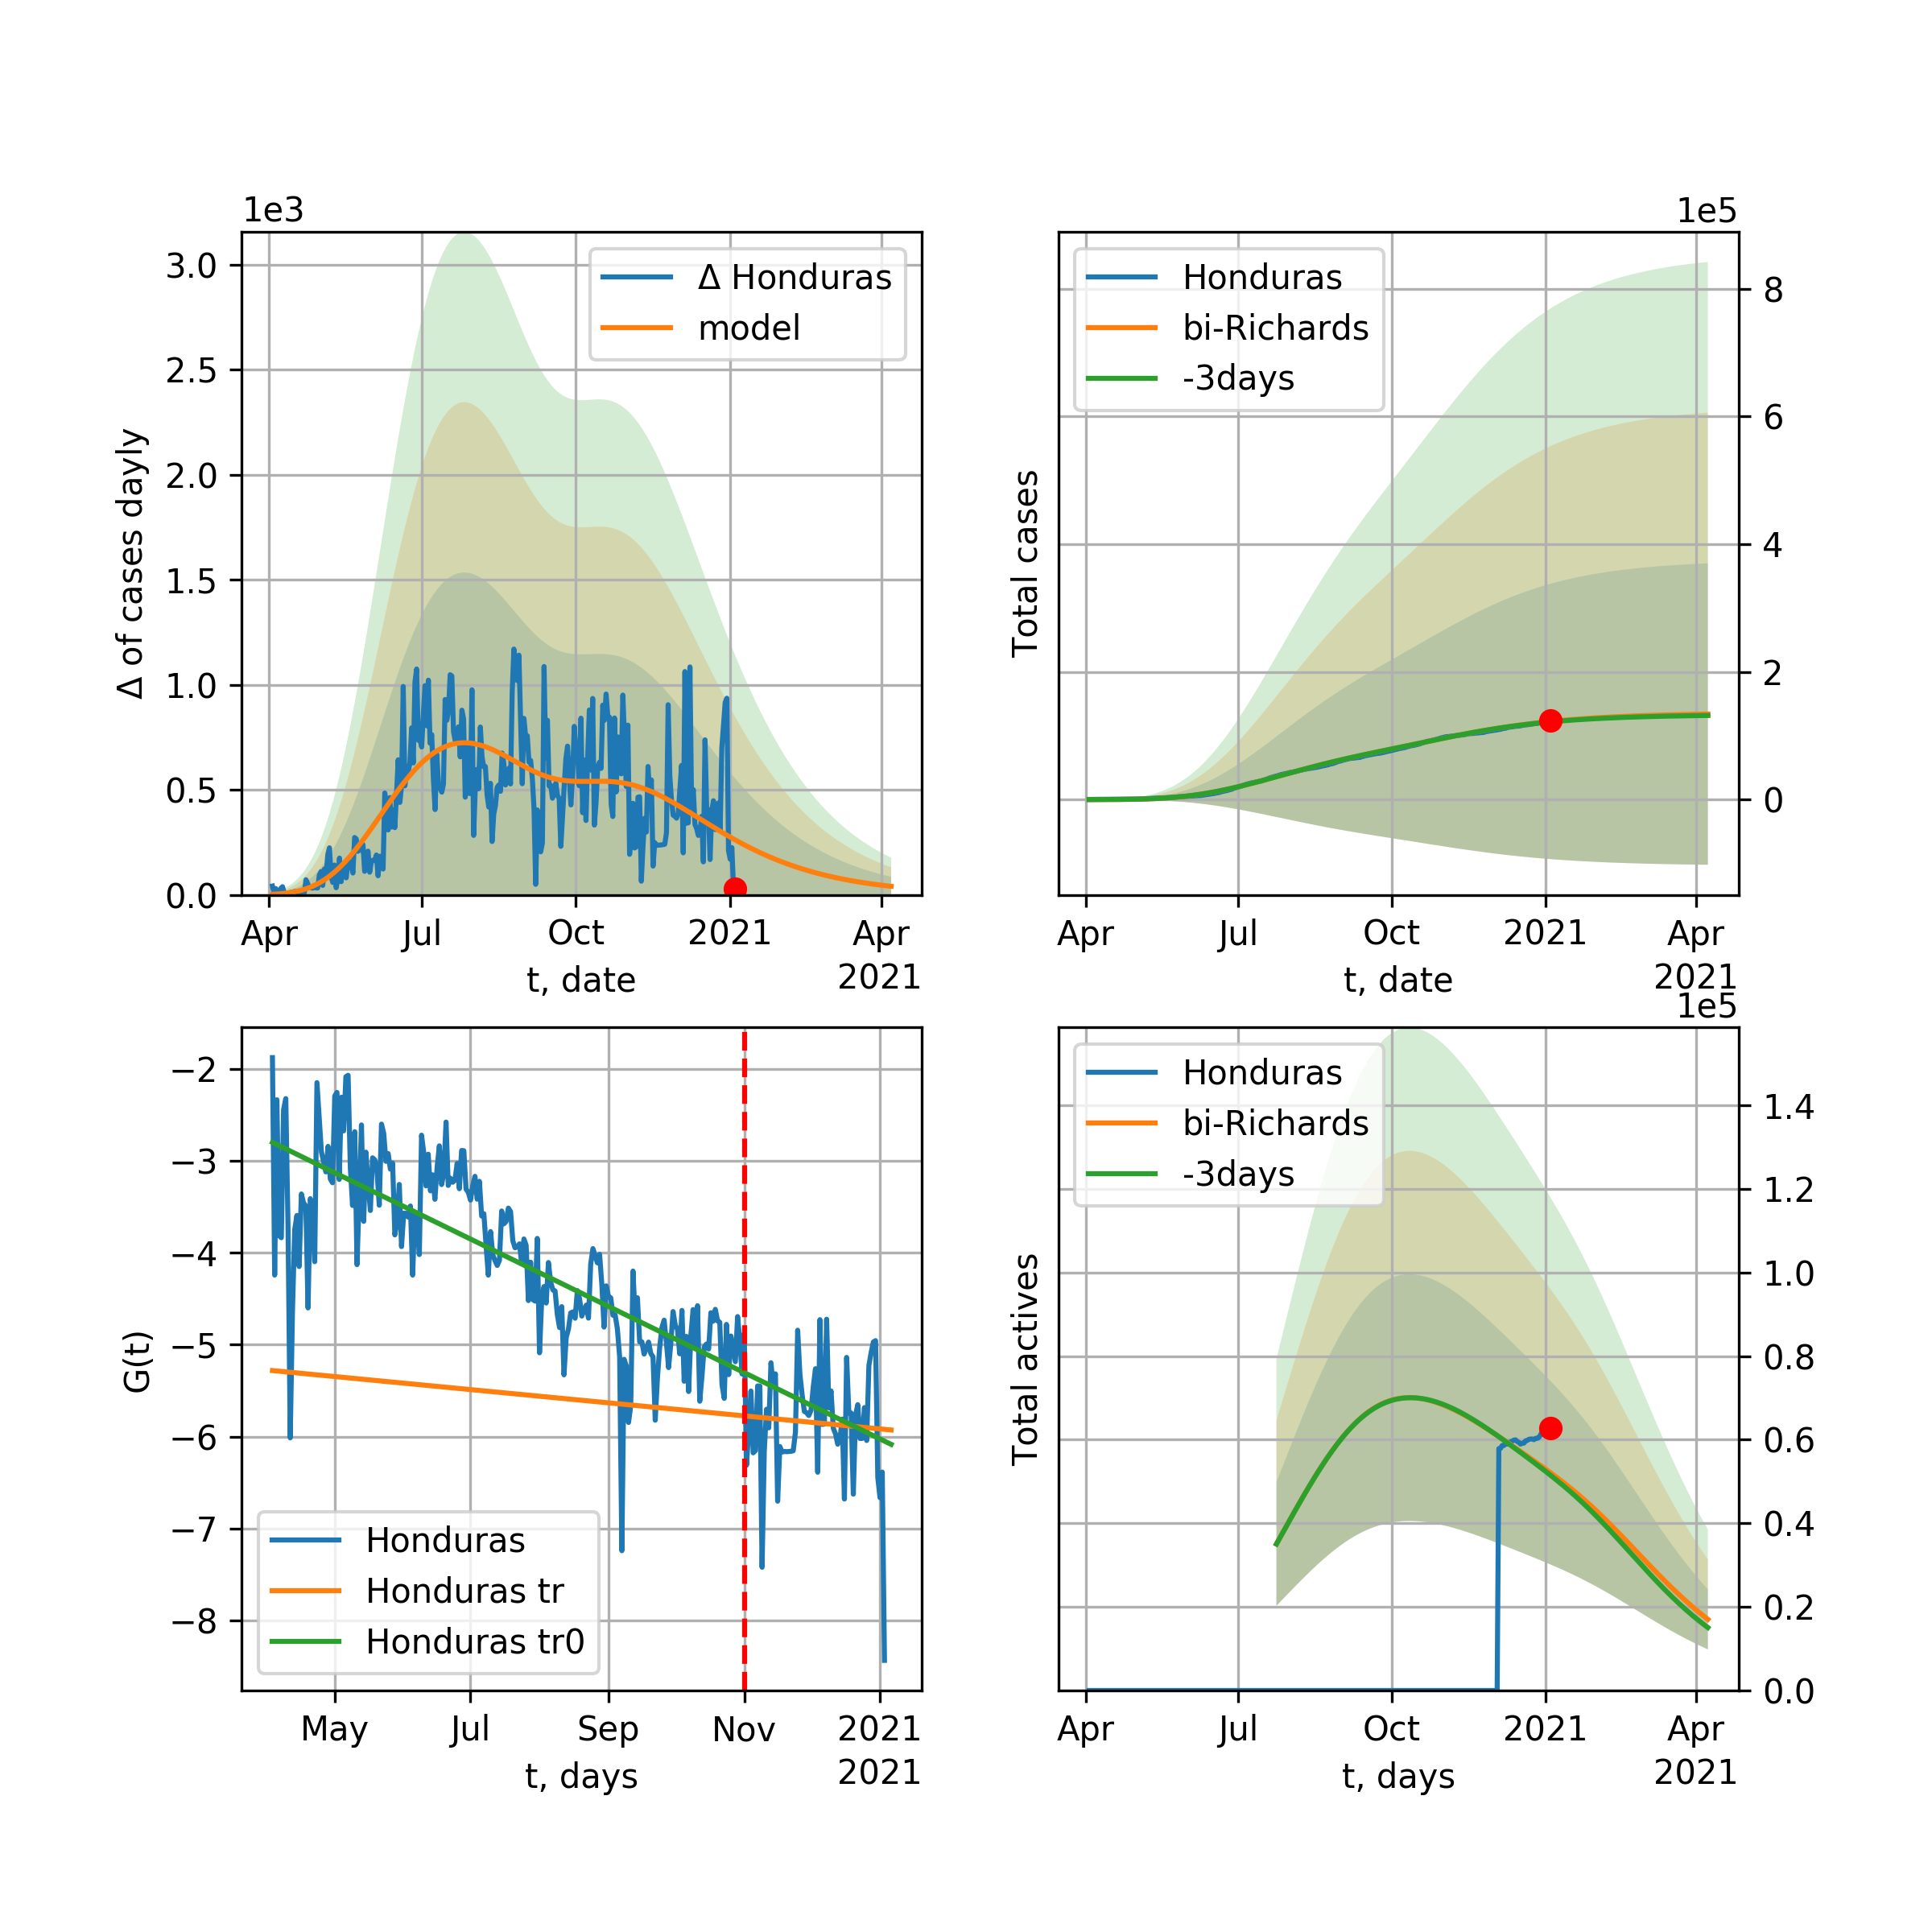 1e3
3.0
2.5
2.0
1.5
1.0
0.5
0.0
Δ of cases dayly
Δ Honduras
model
Apr
Jul
Oct
2021
Apr
2021
t, date
1e5
Total cases
Honduras
bi-Richards
-3days
8
6
4
2
0
Apr
Jul
Oct
2021
Apr
2021
t, date
−2
−3
−4
−5
−6
−7
−8
G(t)
Honduras
Honduras tr
Honduras tr0
May
Jul
Sep
Nov
2021
2021
t, days
1e5
Total actives
Honduras
bi-Richards
-3days
1.4
1.2
1.0
0.8
0.6
0.4
0.2
0.0
Apr
Jul
Oct
2021
Apr
2021
t, days